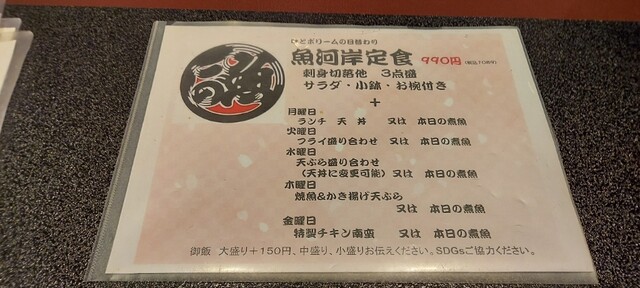 ひとボリュームの日替わり
魚河岸定食 990円(税込1089)
刺身切落他 3点盛
サラダ・小鉢・お椀付き
+
月曜日
ランチ 天丼 又は 本日の煮魚
火曜日
フライ盛り合わせ 又は 本日の煮魚
水曜日
天ぷら盛り合わせ
(天丼に変更可能) 又は 本日の煮魚
木曜日
焼魚&かき揚げ天ぷら
又は 本日の煮魚
金曜日
特製チキン南蛮 又は 本日の煮魚
御飯 大盛り+150円、中盛り、小盛りお伝えください。SDGsご協力ください。